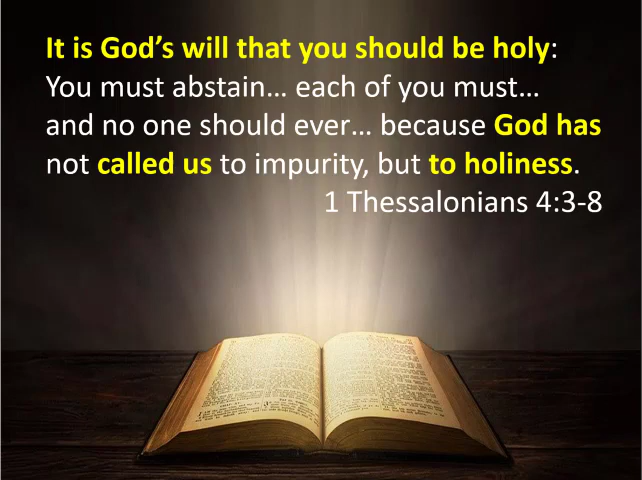 It is God’s will that you should be holy:
You must abstain… each of you must…
and no one should ever… because God has
not called us to impurity, but to holiness.
1 Thessalonians 4:3-8